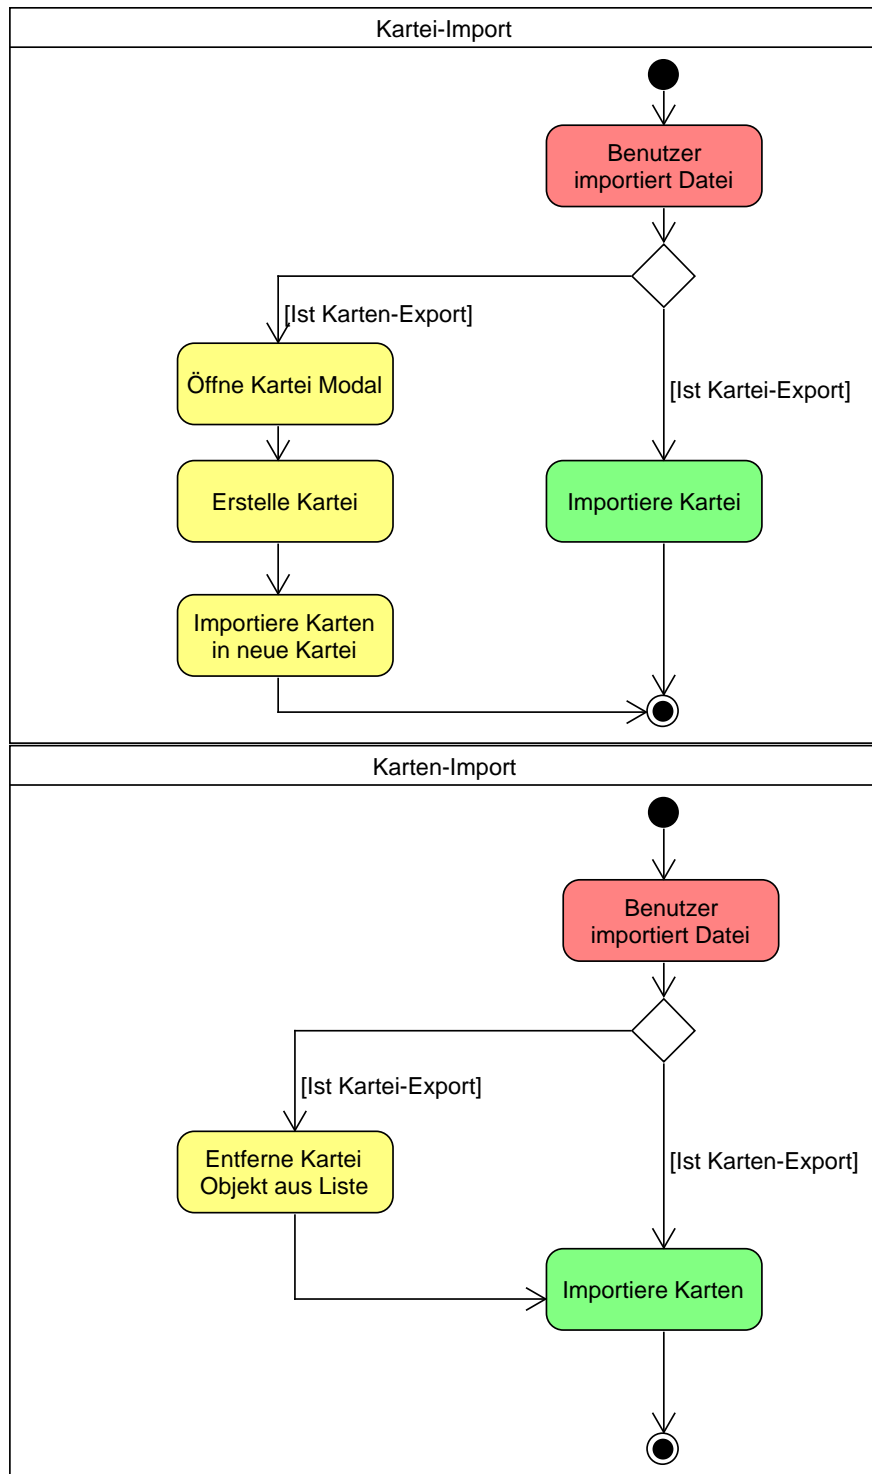 Kartei-Import
Benutzer
importiert Datei
[Ist Karten-Export]
Öffne Kartei Modal
[Ist Kartei-Export]
Erstelle Kartei
Importiere Kartei
Importiere Karten
in neue Kartei
Karten-Import
Benutzer
importiert Datei
[Ist Kartei-Export]
Entferne Kartei
Objekt aus Liste
[Ist Karten-Export]
Importiere Karten